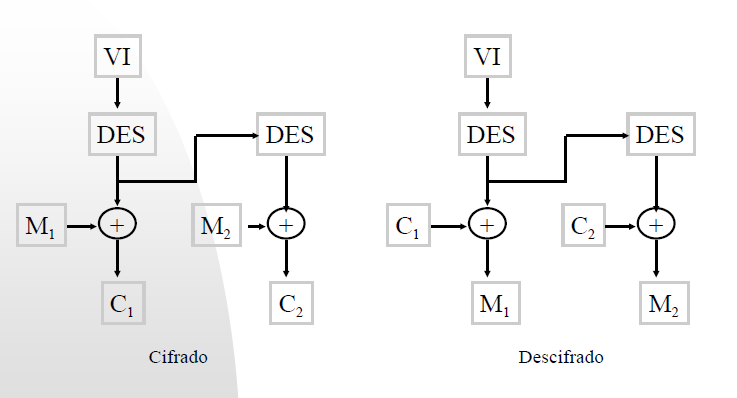 VI
VI
DES
DES
DES
DES
M₁
+
M₂
+
C₁
+
C₂
+
C₁
C₂
M₁
M₂
Cifrado
Descifrado